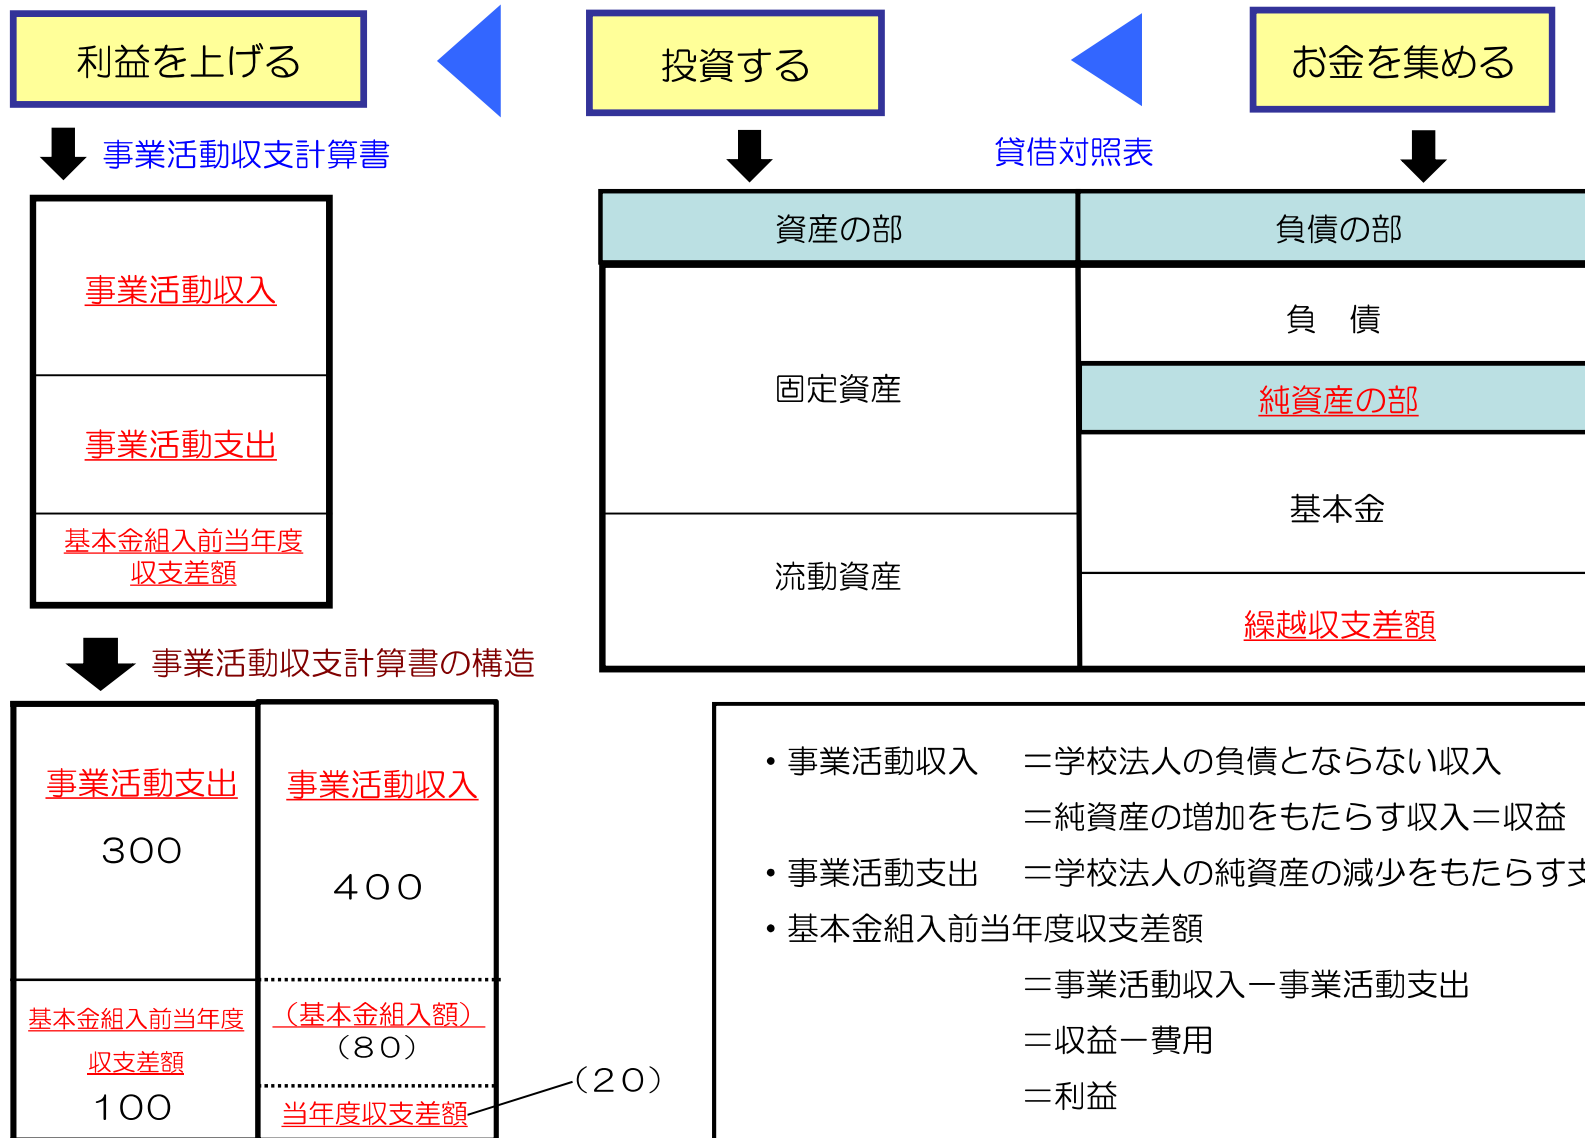 利益を上げる
投資する
お金を集める
事業活動収支計算書
貸借対照表
事業活動収入
事業活動支出
基本金組入前当年度
収支差額
資産の部
負債の部
固定資産
流動資産
負　債
純資産の部
基本金
繰越収支差額
事業活動収支計算書の構造
事業活動支出
300
事業活動収入
400
基本金組入前当年度
収支差額
100
（基本金組入額）
（80）
当年度収支差額
（20）
・事業活動収入　＝学校法人の負債とならない収入
＝純資産の増加をもたらす収入＝収益
・事業活動支出　＝学校法人の純資産の減少をもたらす支
・基本金組入前当年度収支差額
＝事業活動収入－事業活動支出
＝収益－費用
＝利益